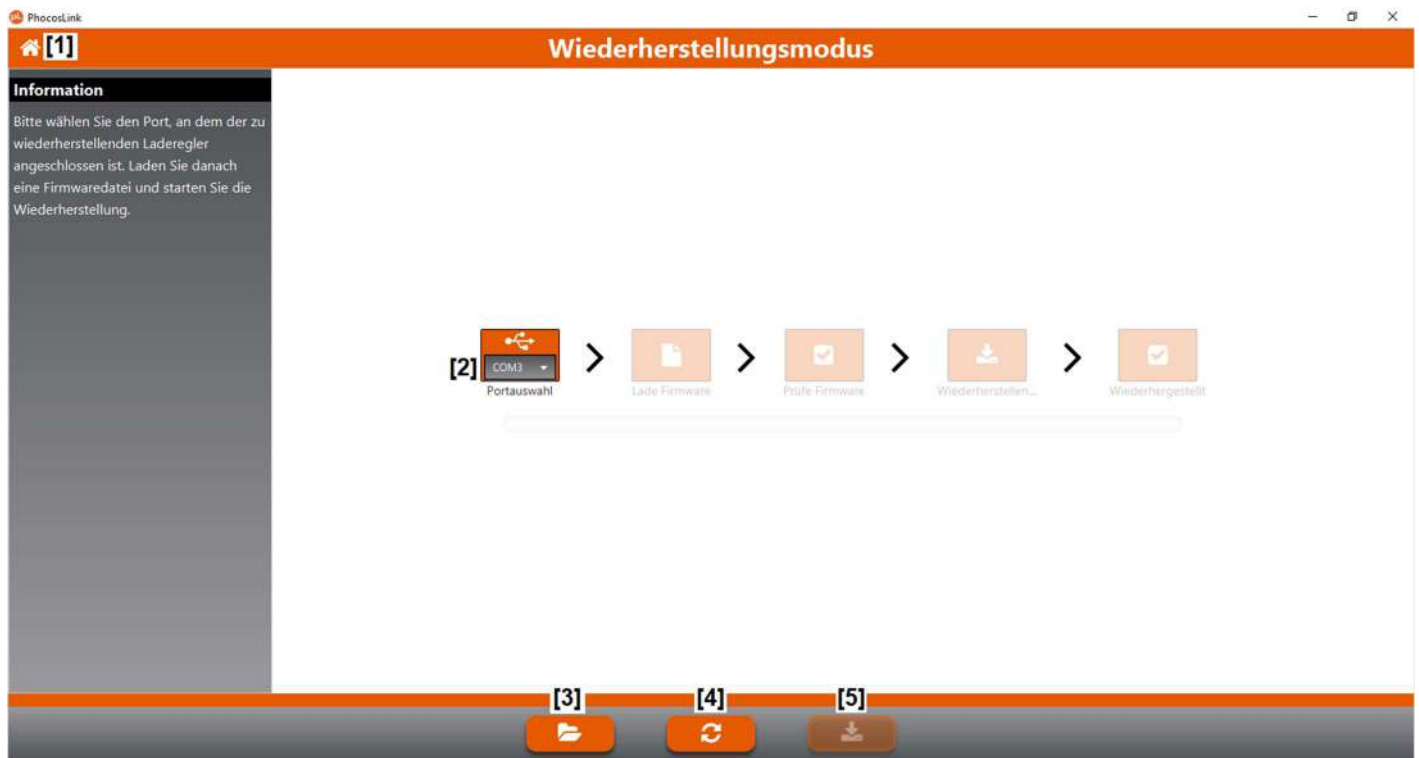 PhocosLink
[1]
Wiederherstellungsmodus
Information
Bitte wählen Sie den Port, an dem der zu
wiederherstellenden Laderegler
angeschlossen ist. Laden Sie danach
eine Firmwaredatei und starten Sie die
Wiederherstellung.
[2]
COM3
Portauswahl
Lade Firmware
Prüfe Firmware
Wiederherstellen...
Wiederhergestellt
[3]
[4]
[5]